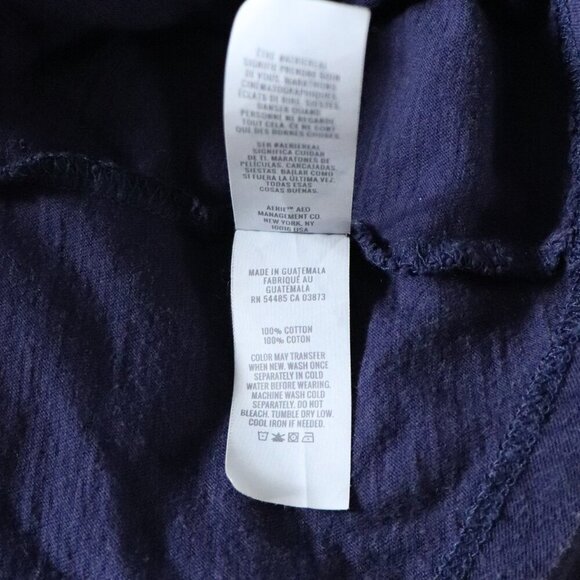 ÊTRE #AERIEREAL
SIGNIFIE PRENDRE SOIN
DE VOUS. MARATHONS
CINÉMATOGRAPHIQUES,
ÉCLATS DE RIRE, SIESTES.
DANSER QUAND
PERSONNE NE REGARDE
TOUT CELA. CE NE SONT
QUE DES BONNES CHOSES.
SER #AERIEREAL
SIGNIFICA CUIDAR
DE TI. MARATONES DE
PELÍCULAS, CARCAJADAS,
SIESTAS. BAILAR COMO
SI FUERA LA ÚLTIMA VEZ.
TODAS ESAS
COSAS BUENAS.
AERIE™ AEO
MANAGEMENT CO.
NEW YORK, NY
10016 USA
MADE IN GUATEMALA
FABRIQUÉ AU
GUATEMALA
RN 54485 CA 03873
100% COTTON
100% COTON
COLOR MAY TRANSFER
WHEN NEW. WASH ONCE
SEPARATELY IN COLD
WATER BEFORE WEARING.
MACHINE WASH COLD
SEPARATELY. DO NOT
BLEACH. TUMBLE DRY LOW.
COOL IRON IF NEEDED.